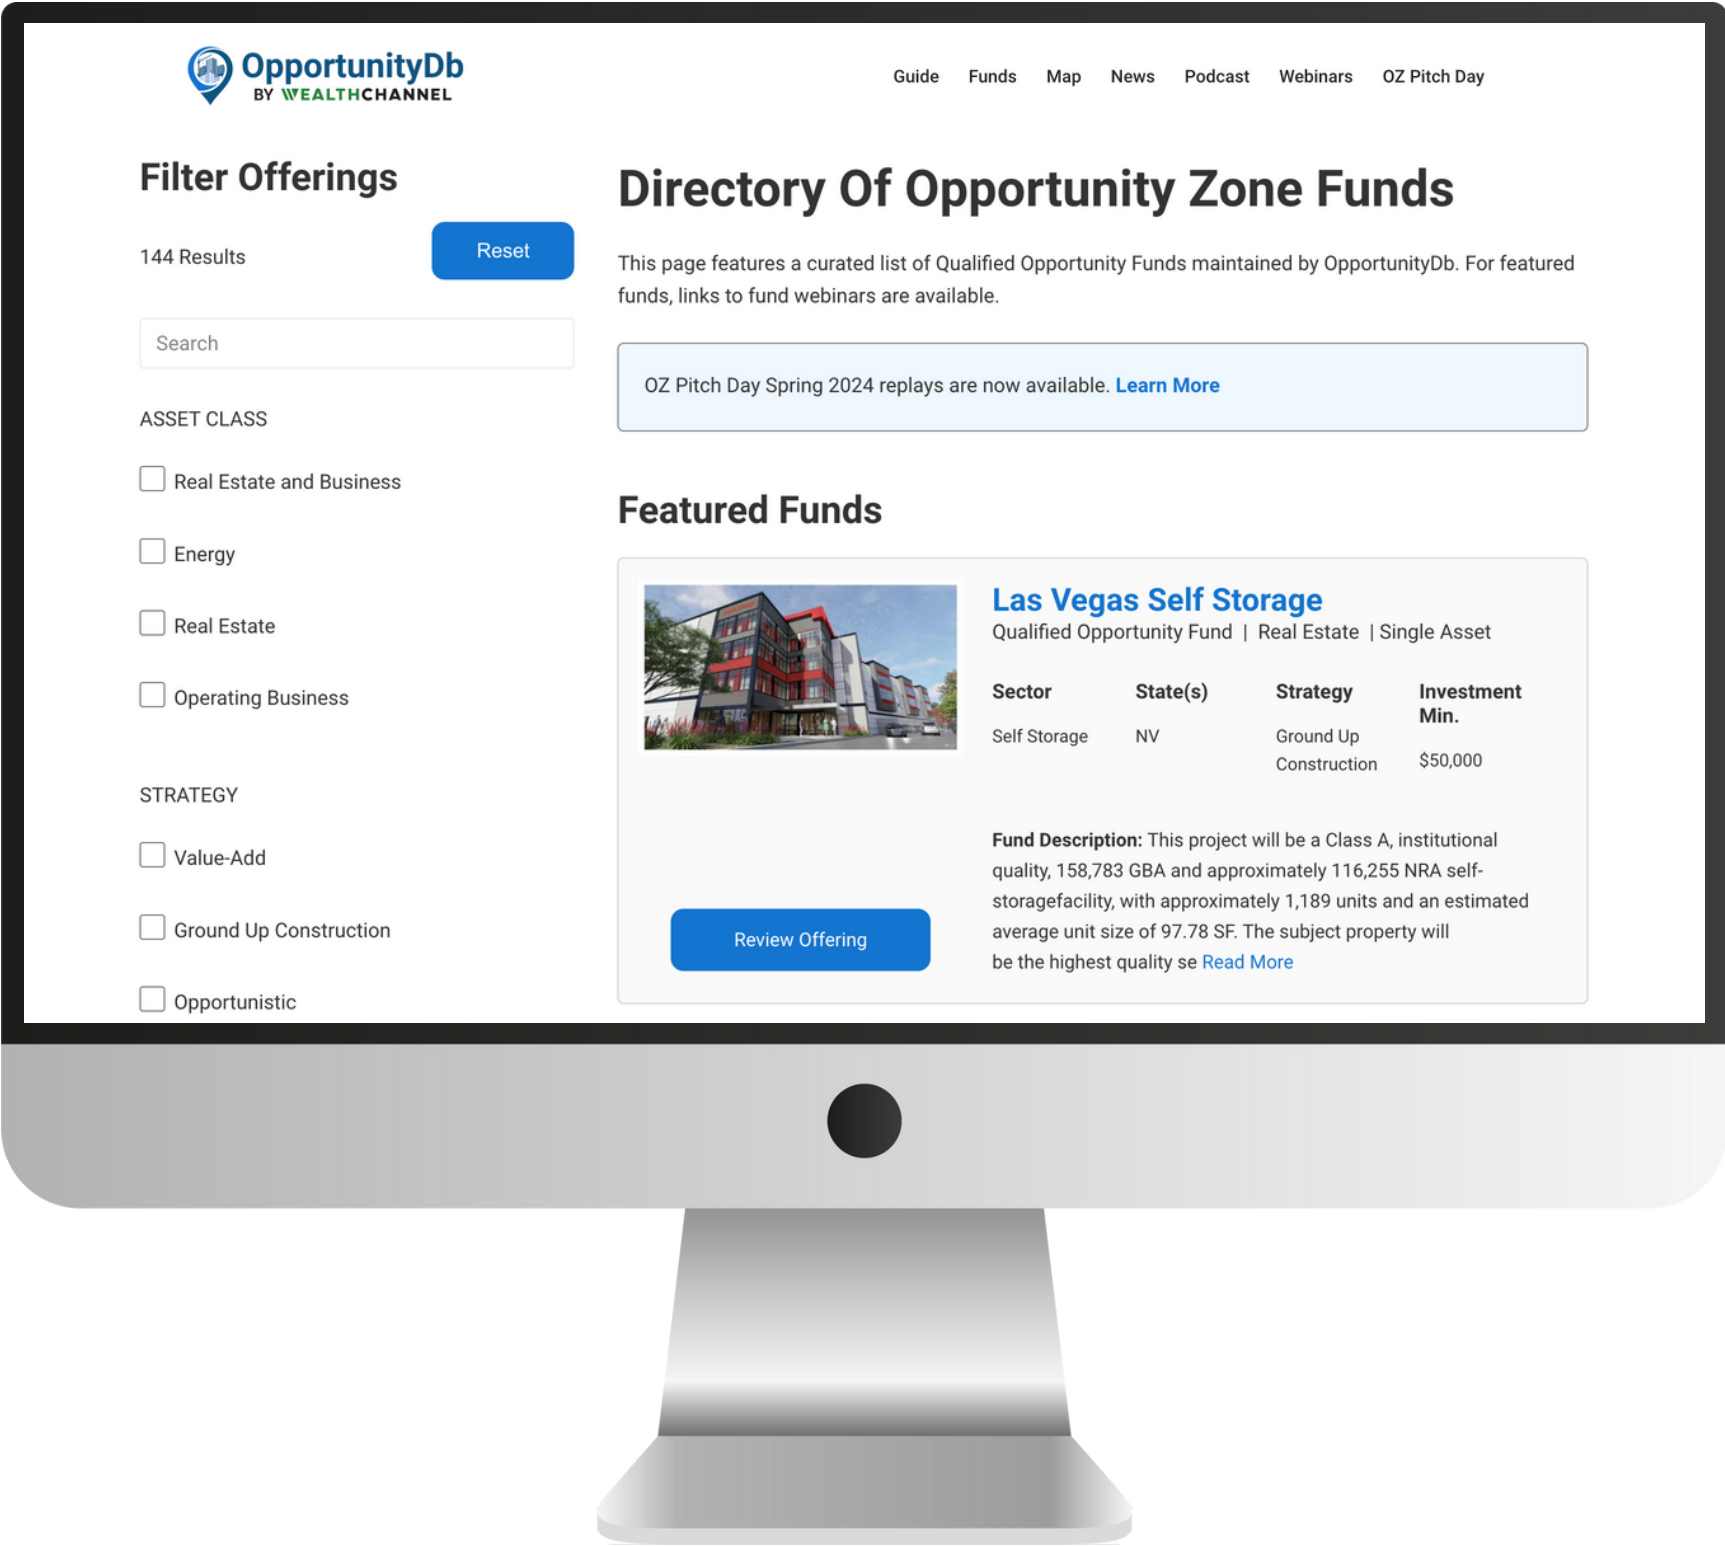 OpportunityDb
BY WEALTHCHANNEL
Guide Funds Map News Podcast Webinars OZ Pitch Day
Filter Offerings
144 Results
Reset
Search
ASSET CLASS
Real Estate and Business
Energy
Real Estate
Operating Business
STRATEGY
Value-Add
Ground Up Construction
Opportunistic
Directory Of Opportunity Zone Funds
This page features a curated list of Qualified Opportunity Funds maintained by OpportunityDb. For featured
funds, links to fund webinars are available.
OZ Pitch Day Spring 2024 replays are now available. Learn More
Featured Funds
Las Vegas Self Storage
Qualified Opportunity Fund | Real Estate | Single Asset
Sector
Self Storage
State(s)
NV
Strategy
Ground Up
Construction
Investment
Min.
$50,000
Fund Description: This project will be a Class A, institutional
quality, 158,783 GBA and approximately 116,255 NRA self-
storagefacility, with approximately 1,189 units and an estimated
average unit size of 97.78 SF. The subject property will
be the highest quality se Read More
Review Offering